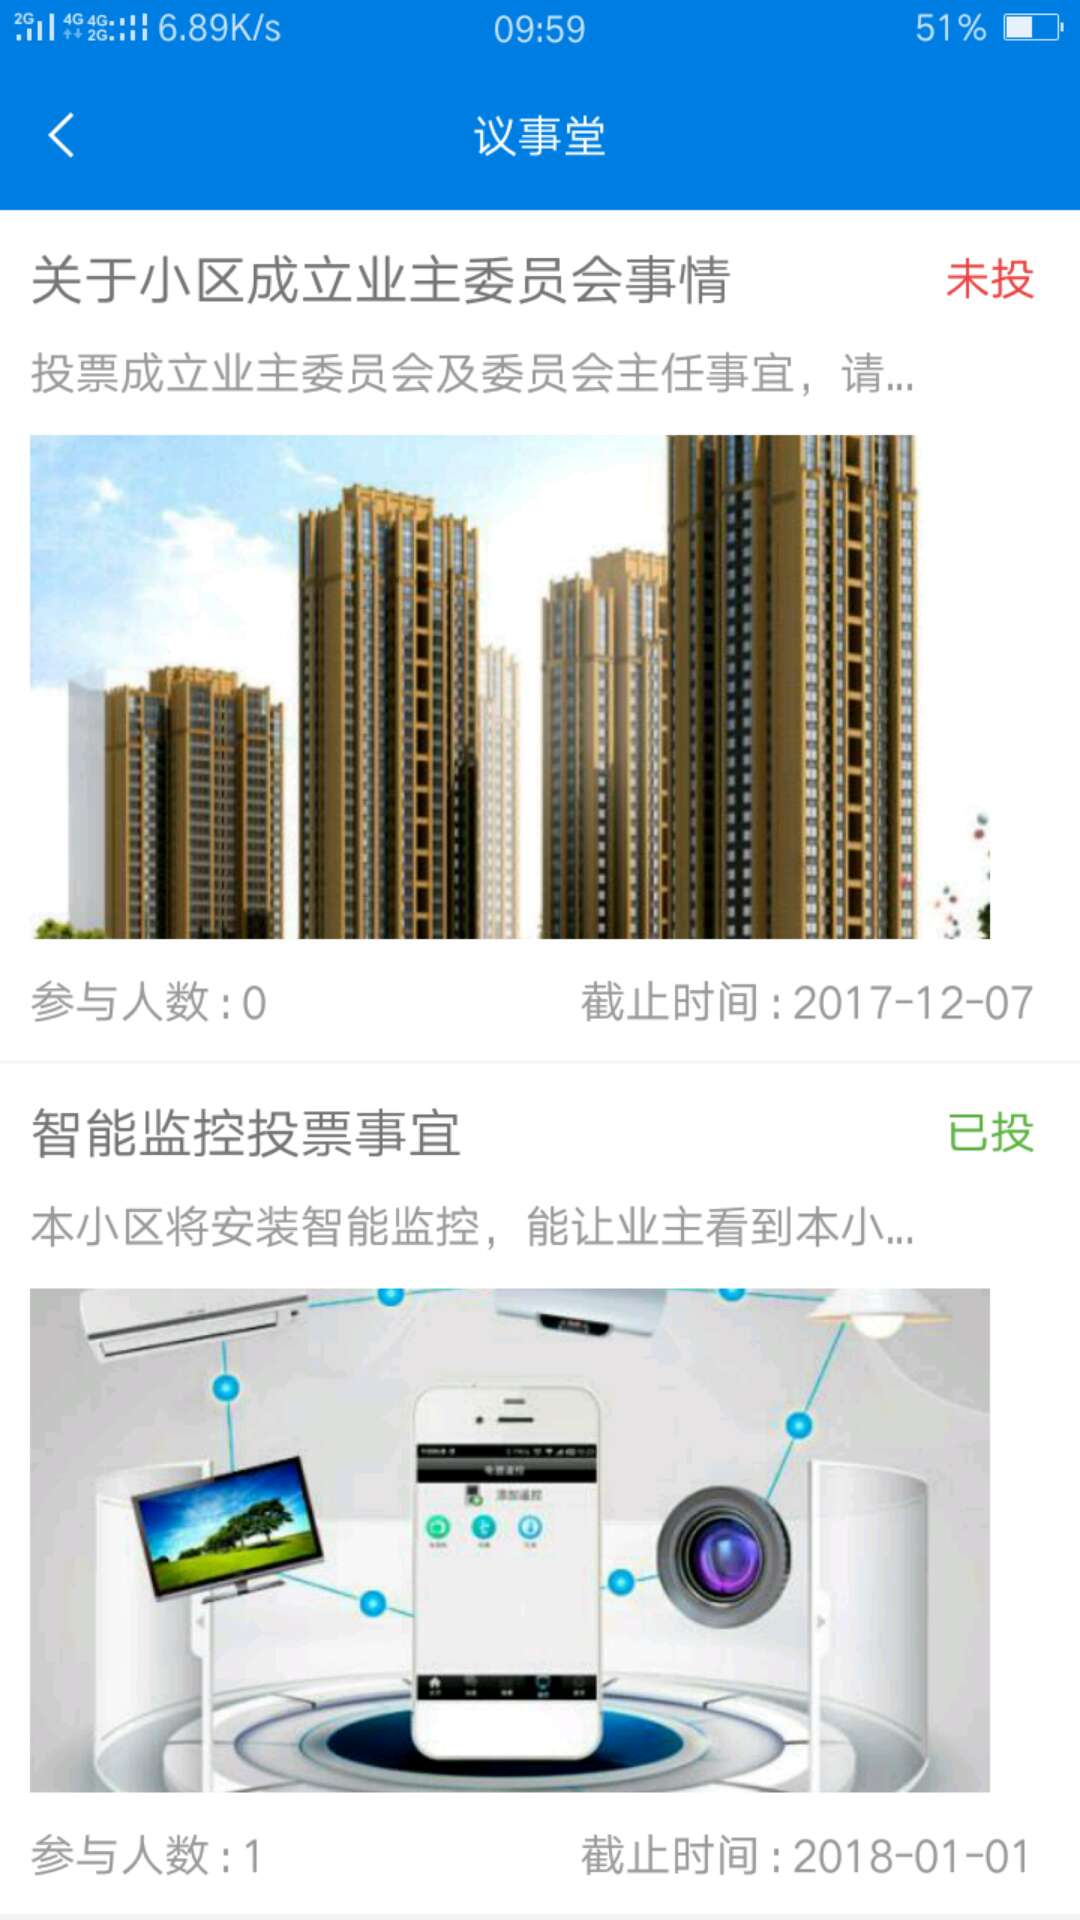 2G 4G 4G 2G 6.89K/s 09:59 51%
议事堂
关于小区成立业主委员会事情 未投
投票成立业主委员会及委员会主任事宜，请...
参与人数 : 0 截止时间 : 2017-12-07
智能监控投票事宜 已投
本小区将安装智能监控，能让业主看到本小...
添加遥控
参与人数 : 1 截止时间 : 2018-01-01